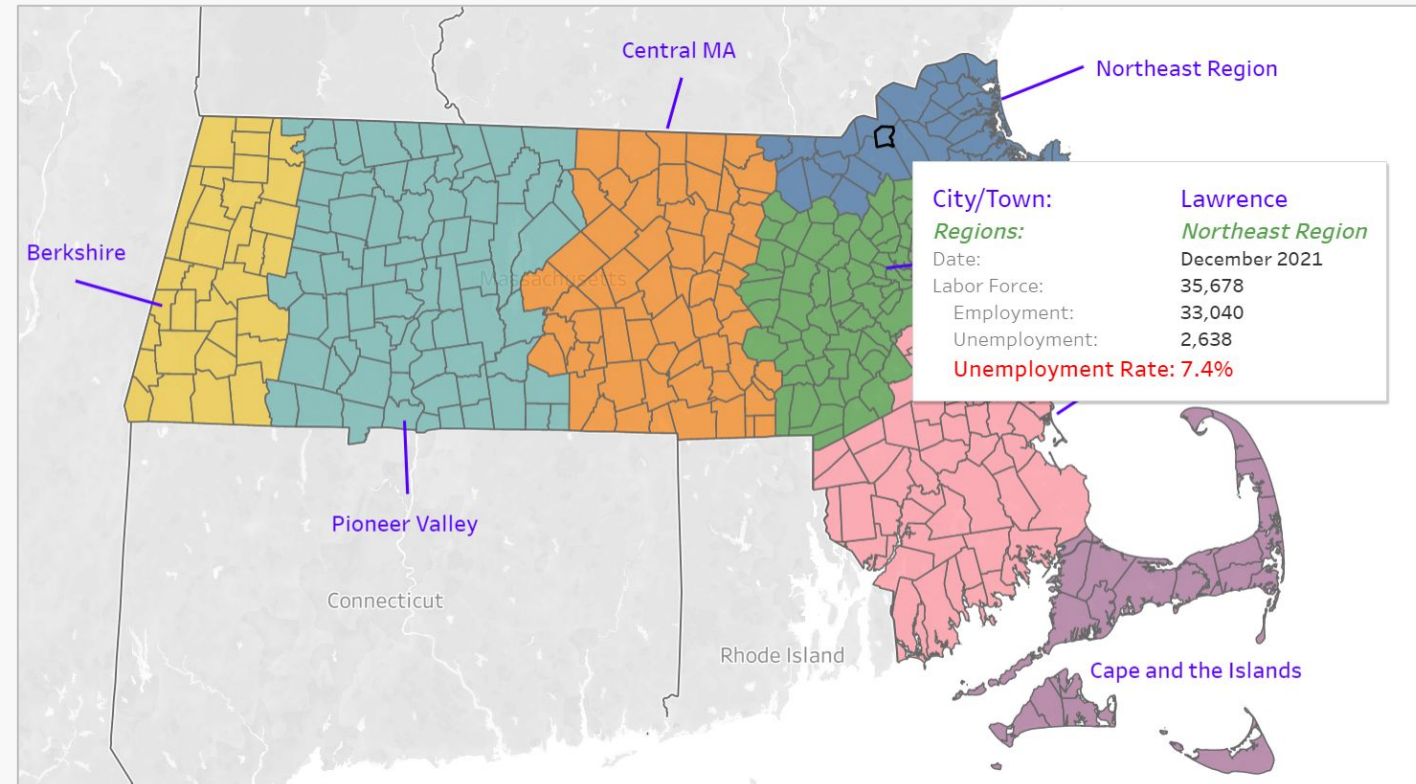 Central MA
Northeast Region
City/Town: Lawrence
Regions: Northeast Region
Date: December 2021
Labor Force: 35,678
Employment: 33,040
Unemployment: 2,638
Unemployment Rate: 7.4%
Berkshire
Massachusetts
Pioneer Valley
Connecticut
Rhode Island
Cape and the Islands